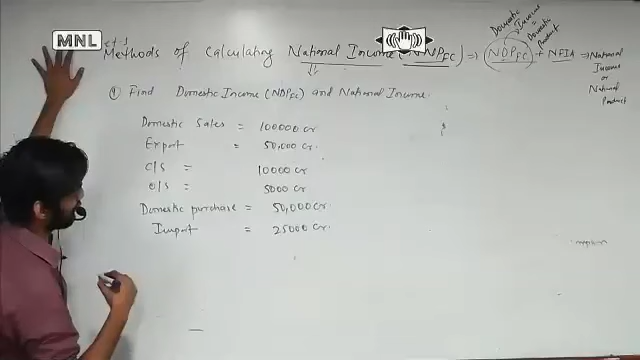 MNL
Methods of Calculating National Income (NNPFC) => NDPFC + NFIA => National Income or National Product
Domestic Income = Domestic Product
Q) Find Domestic Income (NDPFC) and National Income.
Domestic Sales = 100000 Cr
Export = 50,000 Cr.
C/S = 10000 Cr
O/S = 5000 Cr
Domestic purchase = 50,000 Cr.
Import = 25000 Cr.